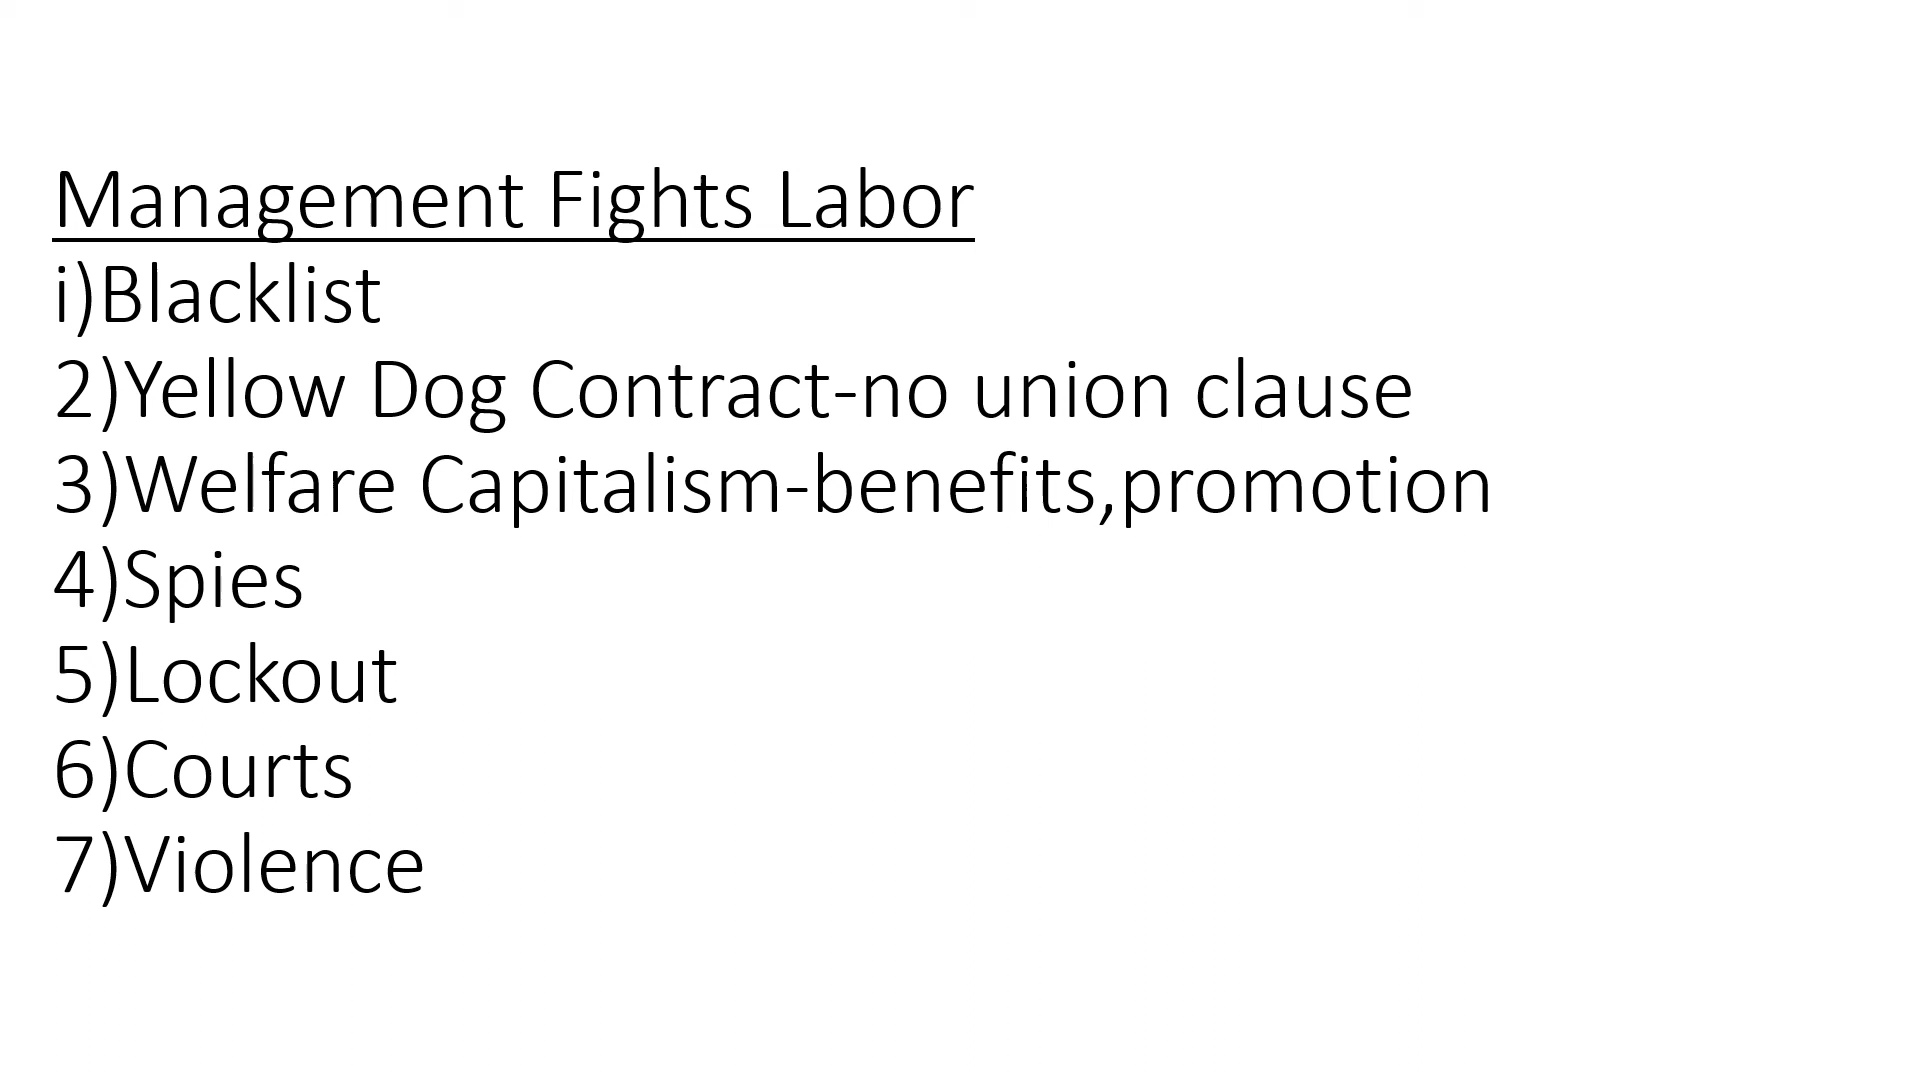 Management Fights Labor
i)Blacklist
2)Yellow Dog Contract-no union clause
3)Welfare Capitalism-benefits,promotion
4)Spies
5)Lockout
6)Courts
7)Violence